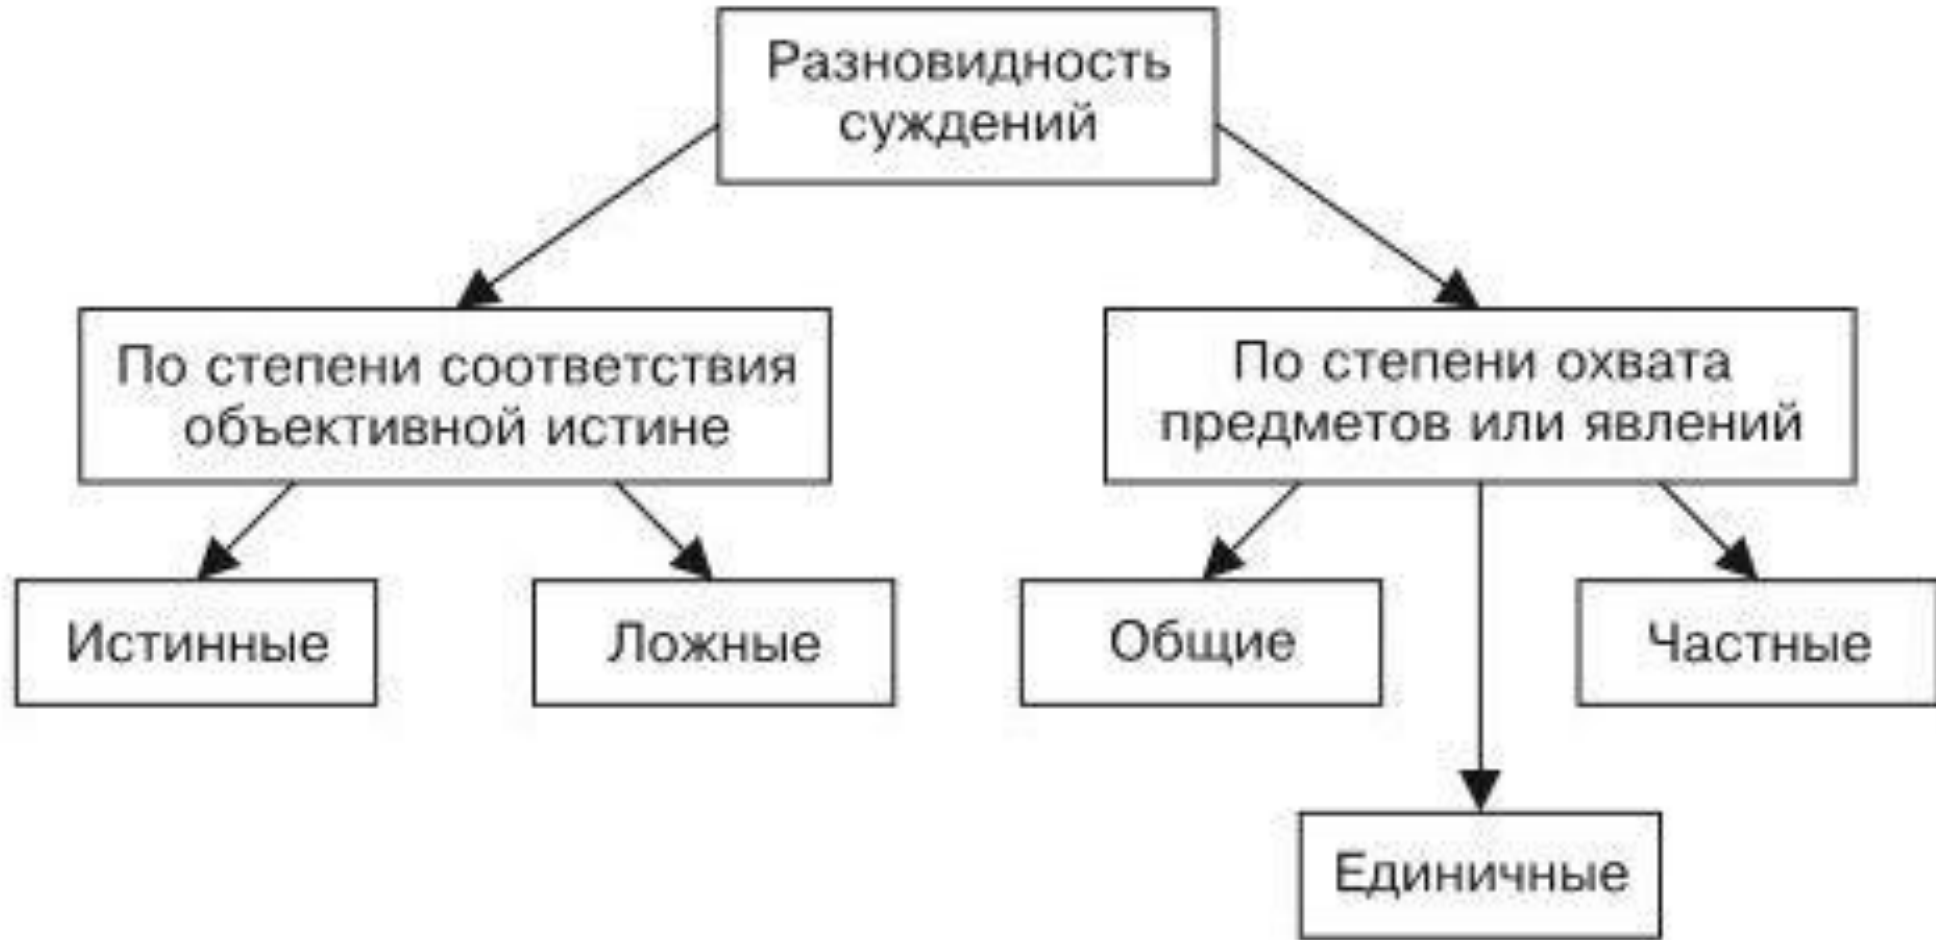 Разновидность
суждений
По степени соответствия
объективной истине
По степени охвата
предметов или явлений
Истинные
Ложные
Общие
Частные
Единичные